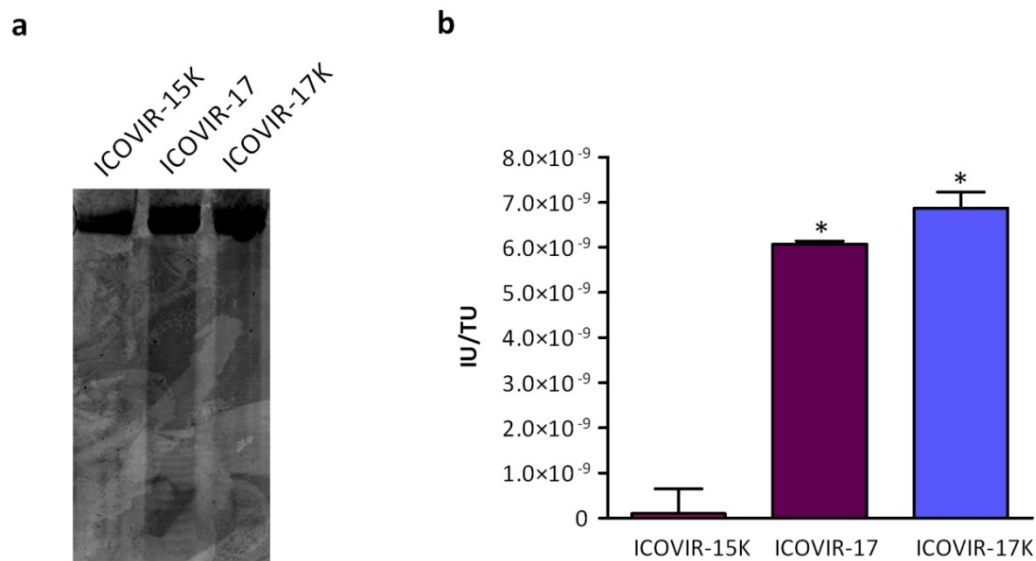 a
ICOVIR-15K
ICOVIR-17
ICOVIR-17K
b
8.0×10⁻⁹
7.0×10⁻⁹
6.0×10⁻⁹
5.0×10⁻⁹
4.0×10⁻⁹
3.0×10⁻⁹
2.0×10⁻⁹
1.0×10⁻⁹
0
IU/TU
*
*
ICOVIR-15K
ICOVIR-17
ICOVIR-17K